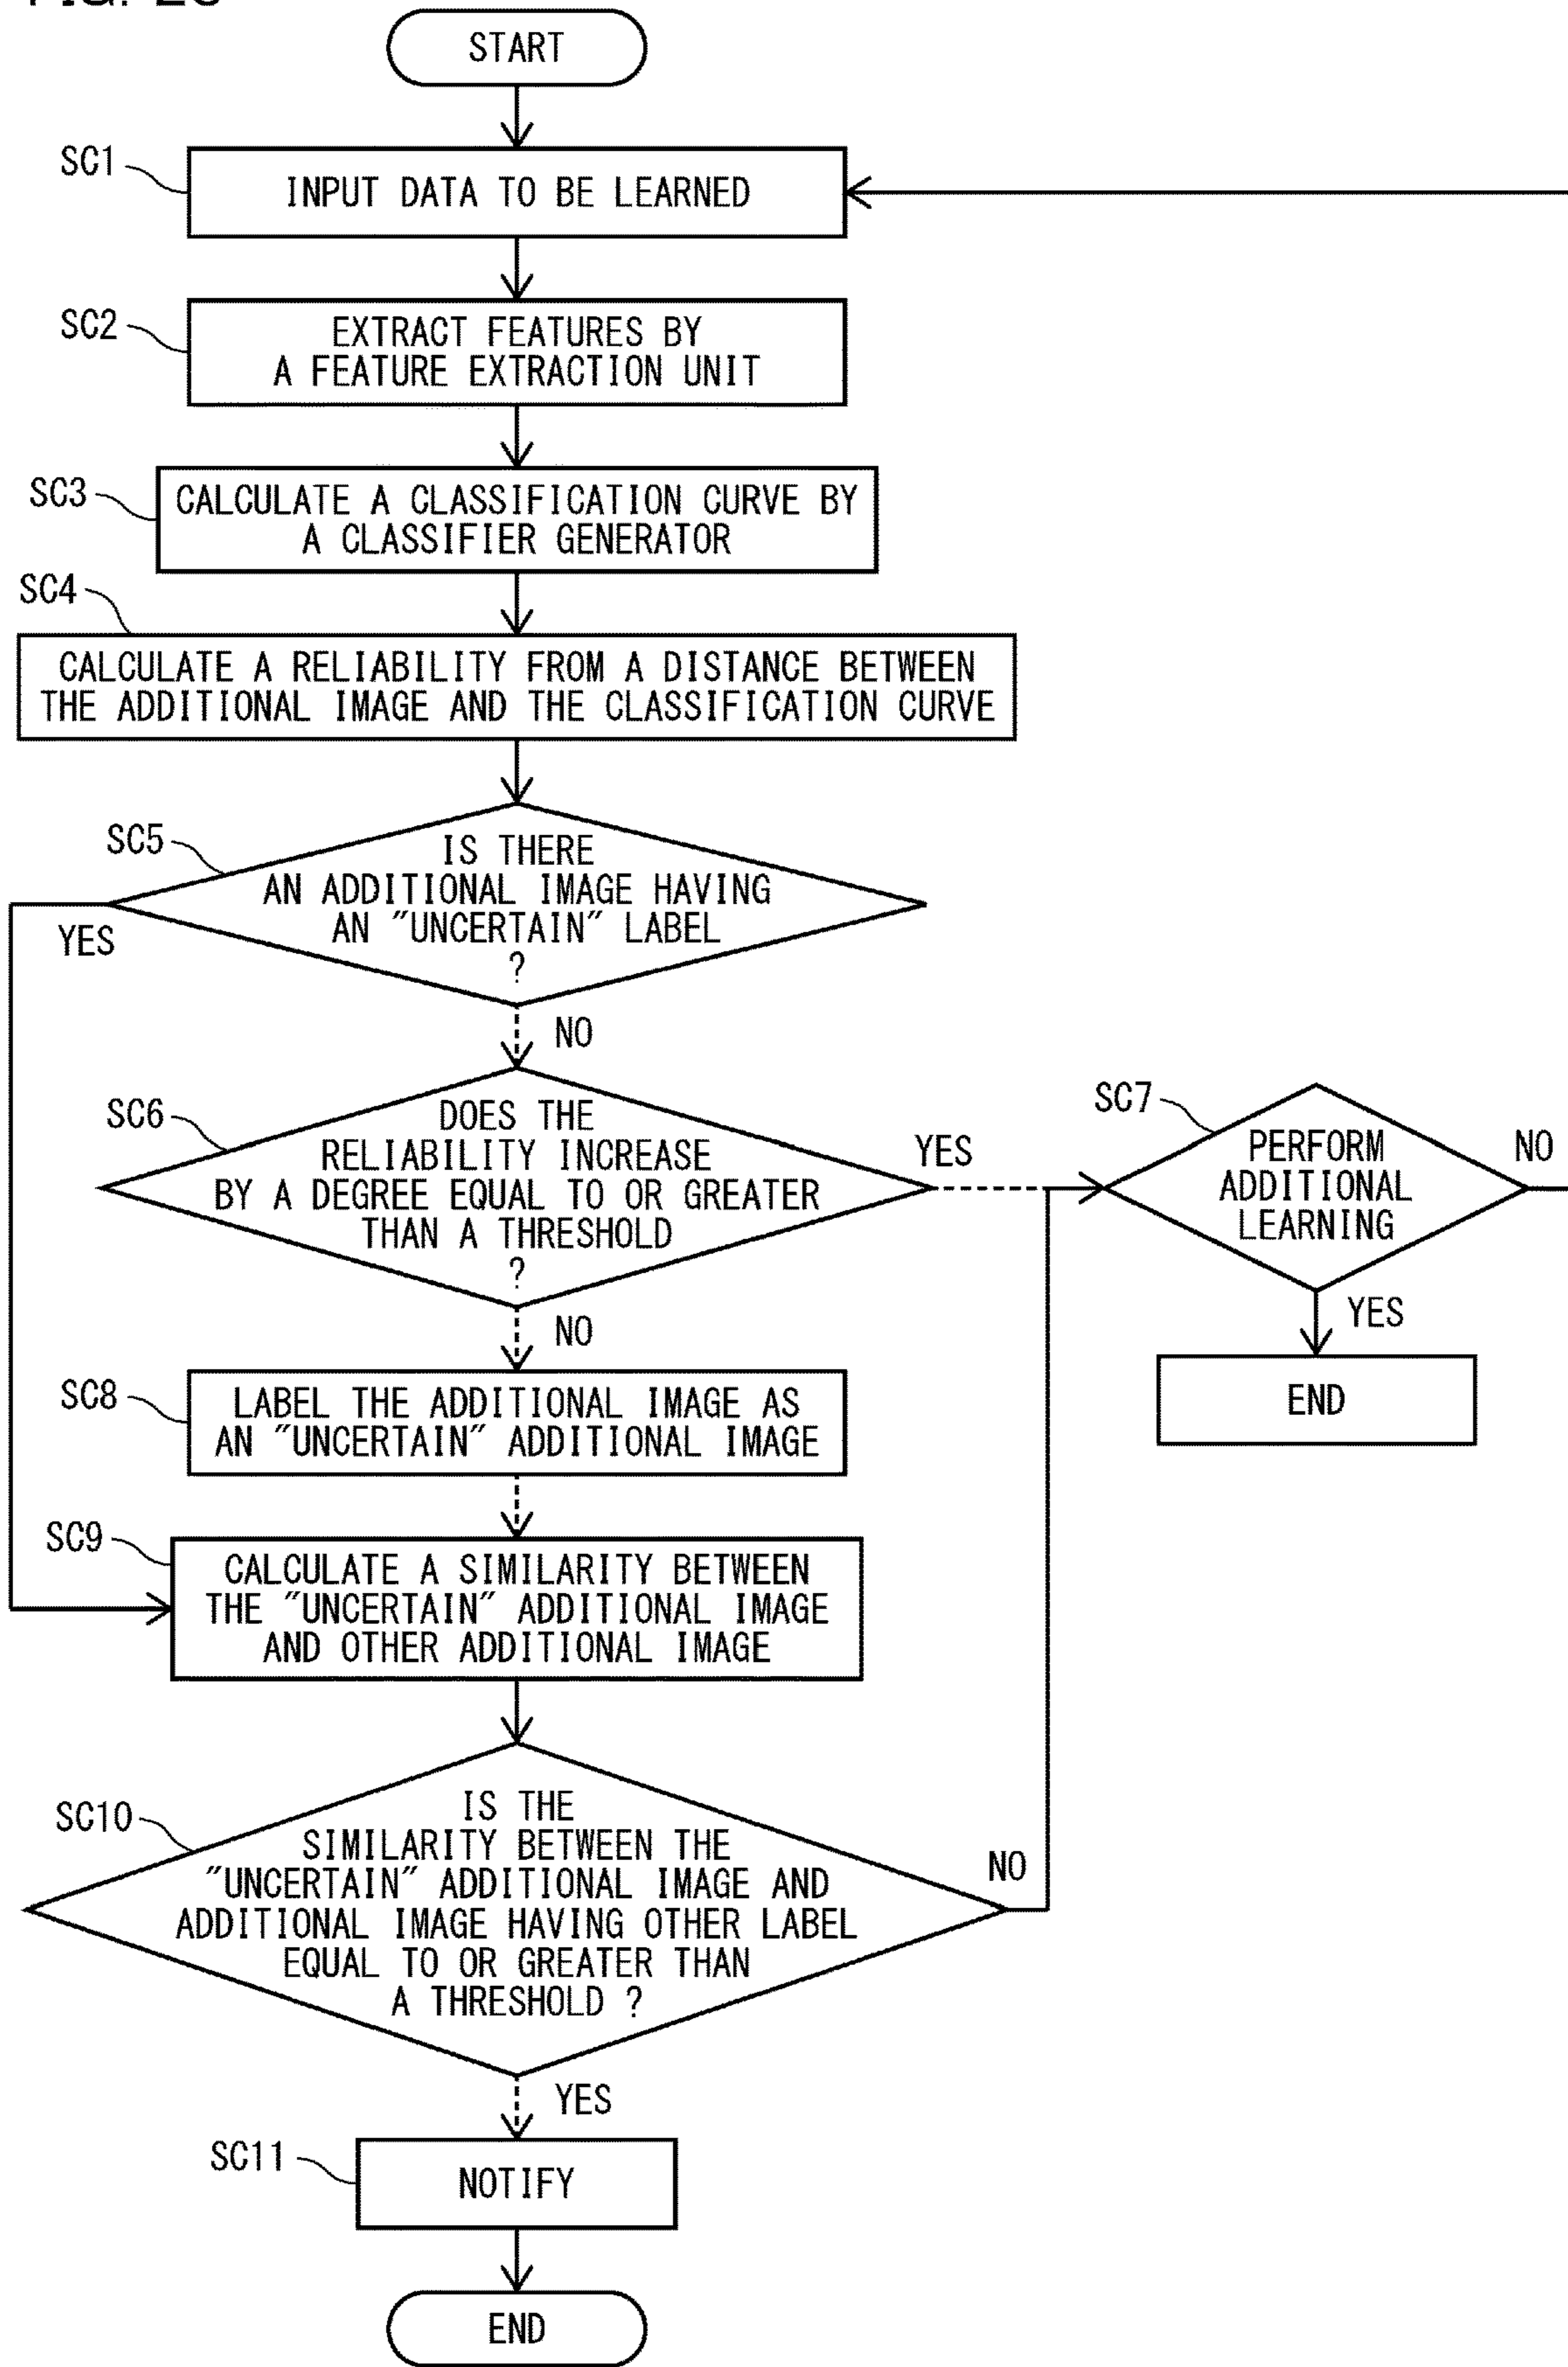 START
SC1
INPUT DATA TO BE LEARNED
SC2
EXTRACT FEATURES BY
A FEATURE EXTRACTION UNIT
SC3
CALCULATE A CLASSIFICATION CURVE BY
A CLASSIFIER GENERATOR
SC4
CALCULATE A RELIABILITY FROM A DISTANCE BETWEEN
THE ADDITIONAL IMAGE AND THE CLASSIFICATION CURVE
SC5
IS THERE
AN ADDITIONAL IMAGE HAVING
AN "UNCERTAIN" LABEL
?
YES
NO
SC6
DOES THE
RELIABILITY INCREASE
BY A DEGREE EQUAL TO OR GREATER
THAN A THRESHOLD
?
YES
NO
SC7
PERFORM
ADDITIONAL
LEARNING
NO
YES
END
SC8
LABEL THE ADDITIONAL IMAGE AS
AN "UNCERTAIN" ADDITIONAL IMAGE
SC9
CALCULATE A SIMILARITY BETWEEN
THE "UNCERTAIN" ADDITIONAL IMAGE
AND OTHER ADDITIONAL IMAGE
SC10
IS THE
SIMILARITY BETWEEN THE
"UNCERTAIN" ADDITIONAL IMAGE AND
ADDITIONAL IMAGE HAVING OTHER LABEL
EQUAL TO OR GREATER THAN
A THRESHOLD ?
NO
YES
SC11
NOTIFY
END